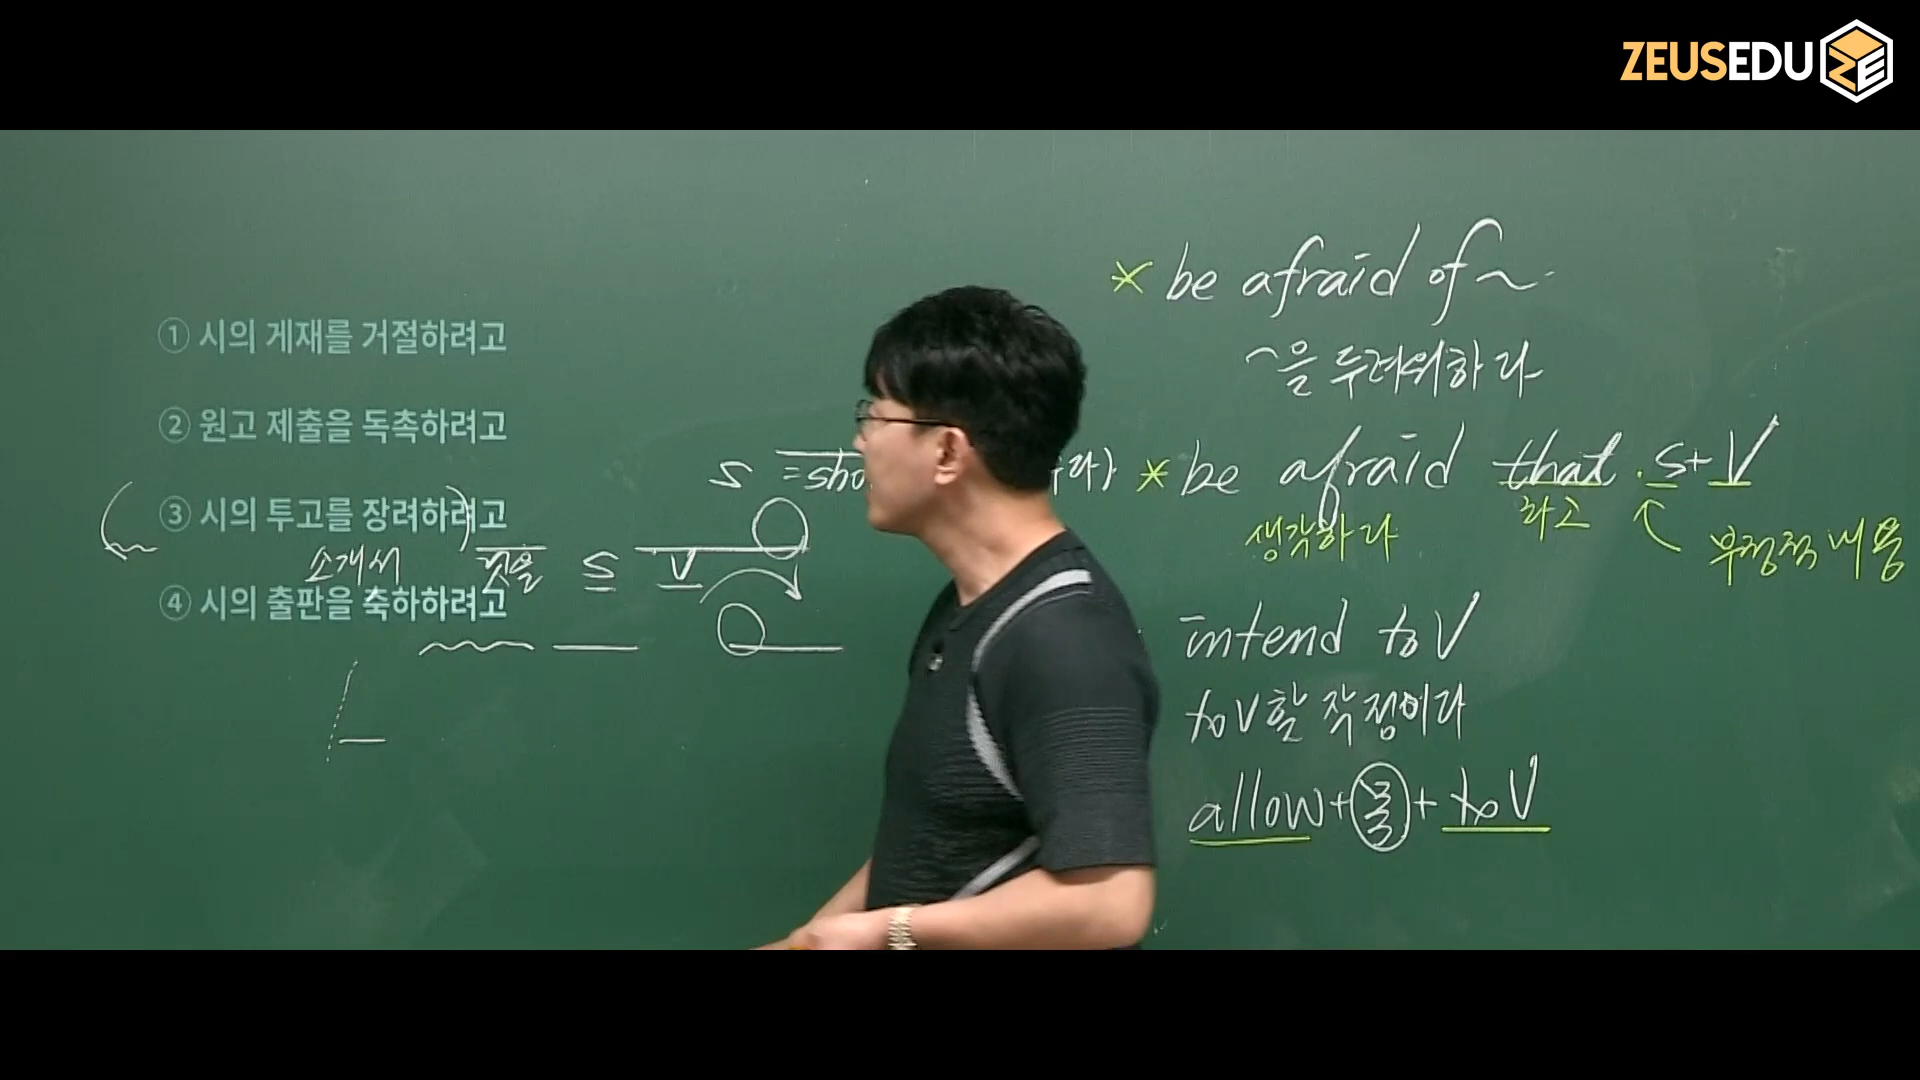 ZEUSEDU
① 시의 게재를 거절하려고
② 원고 제출을 독촉하려고
③ 시의 투고를 장려하려고
소개서 것을 S V
④ 시의 출판을 축하하려고
S =sho
* be afraid of ~
~을 두려워하다
* be afraid that S+V
생각하다 라고 부정적 내용
intend to V
to V할 작정이다
allow+목+to V